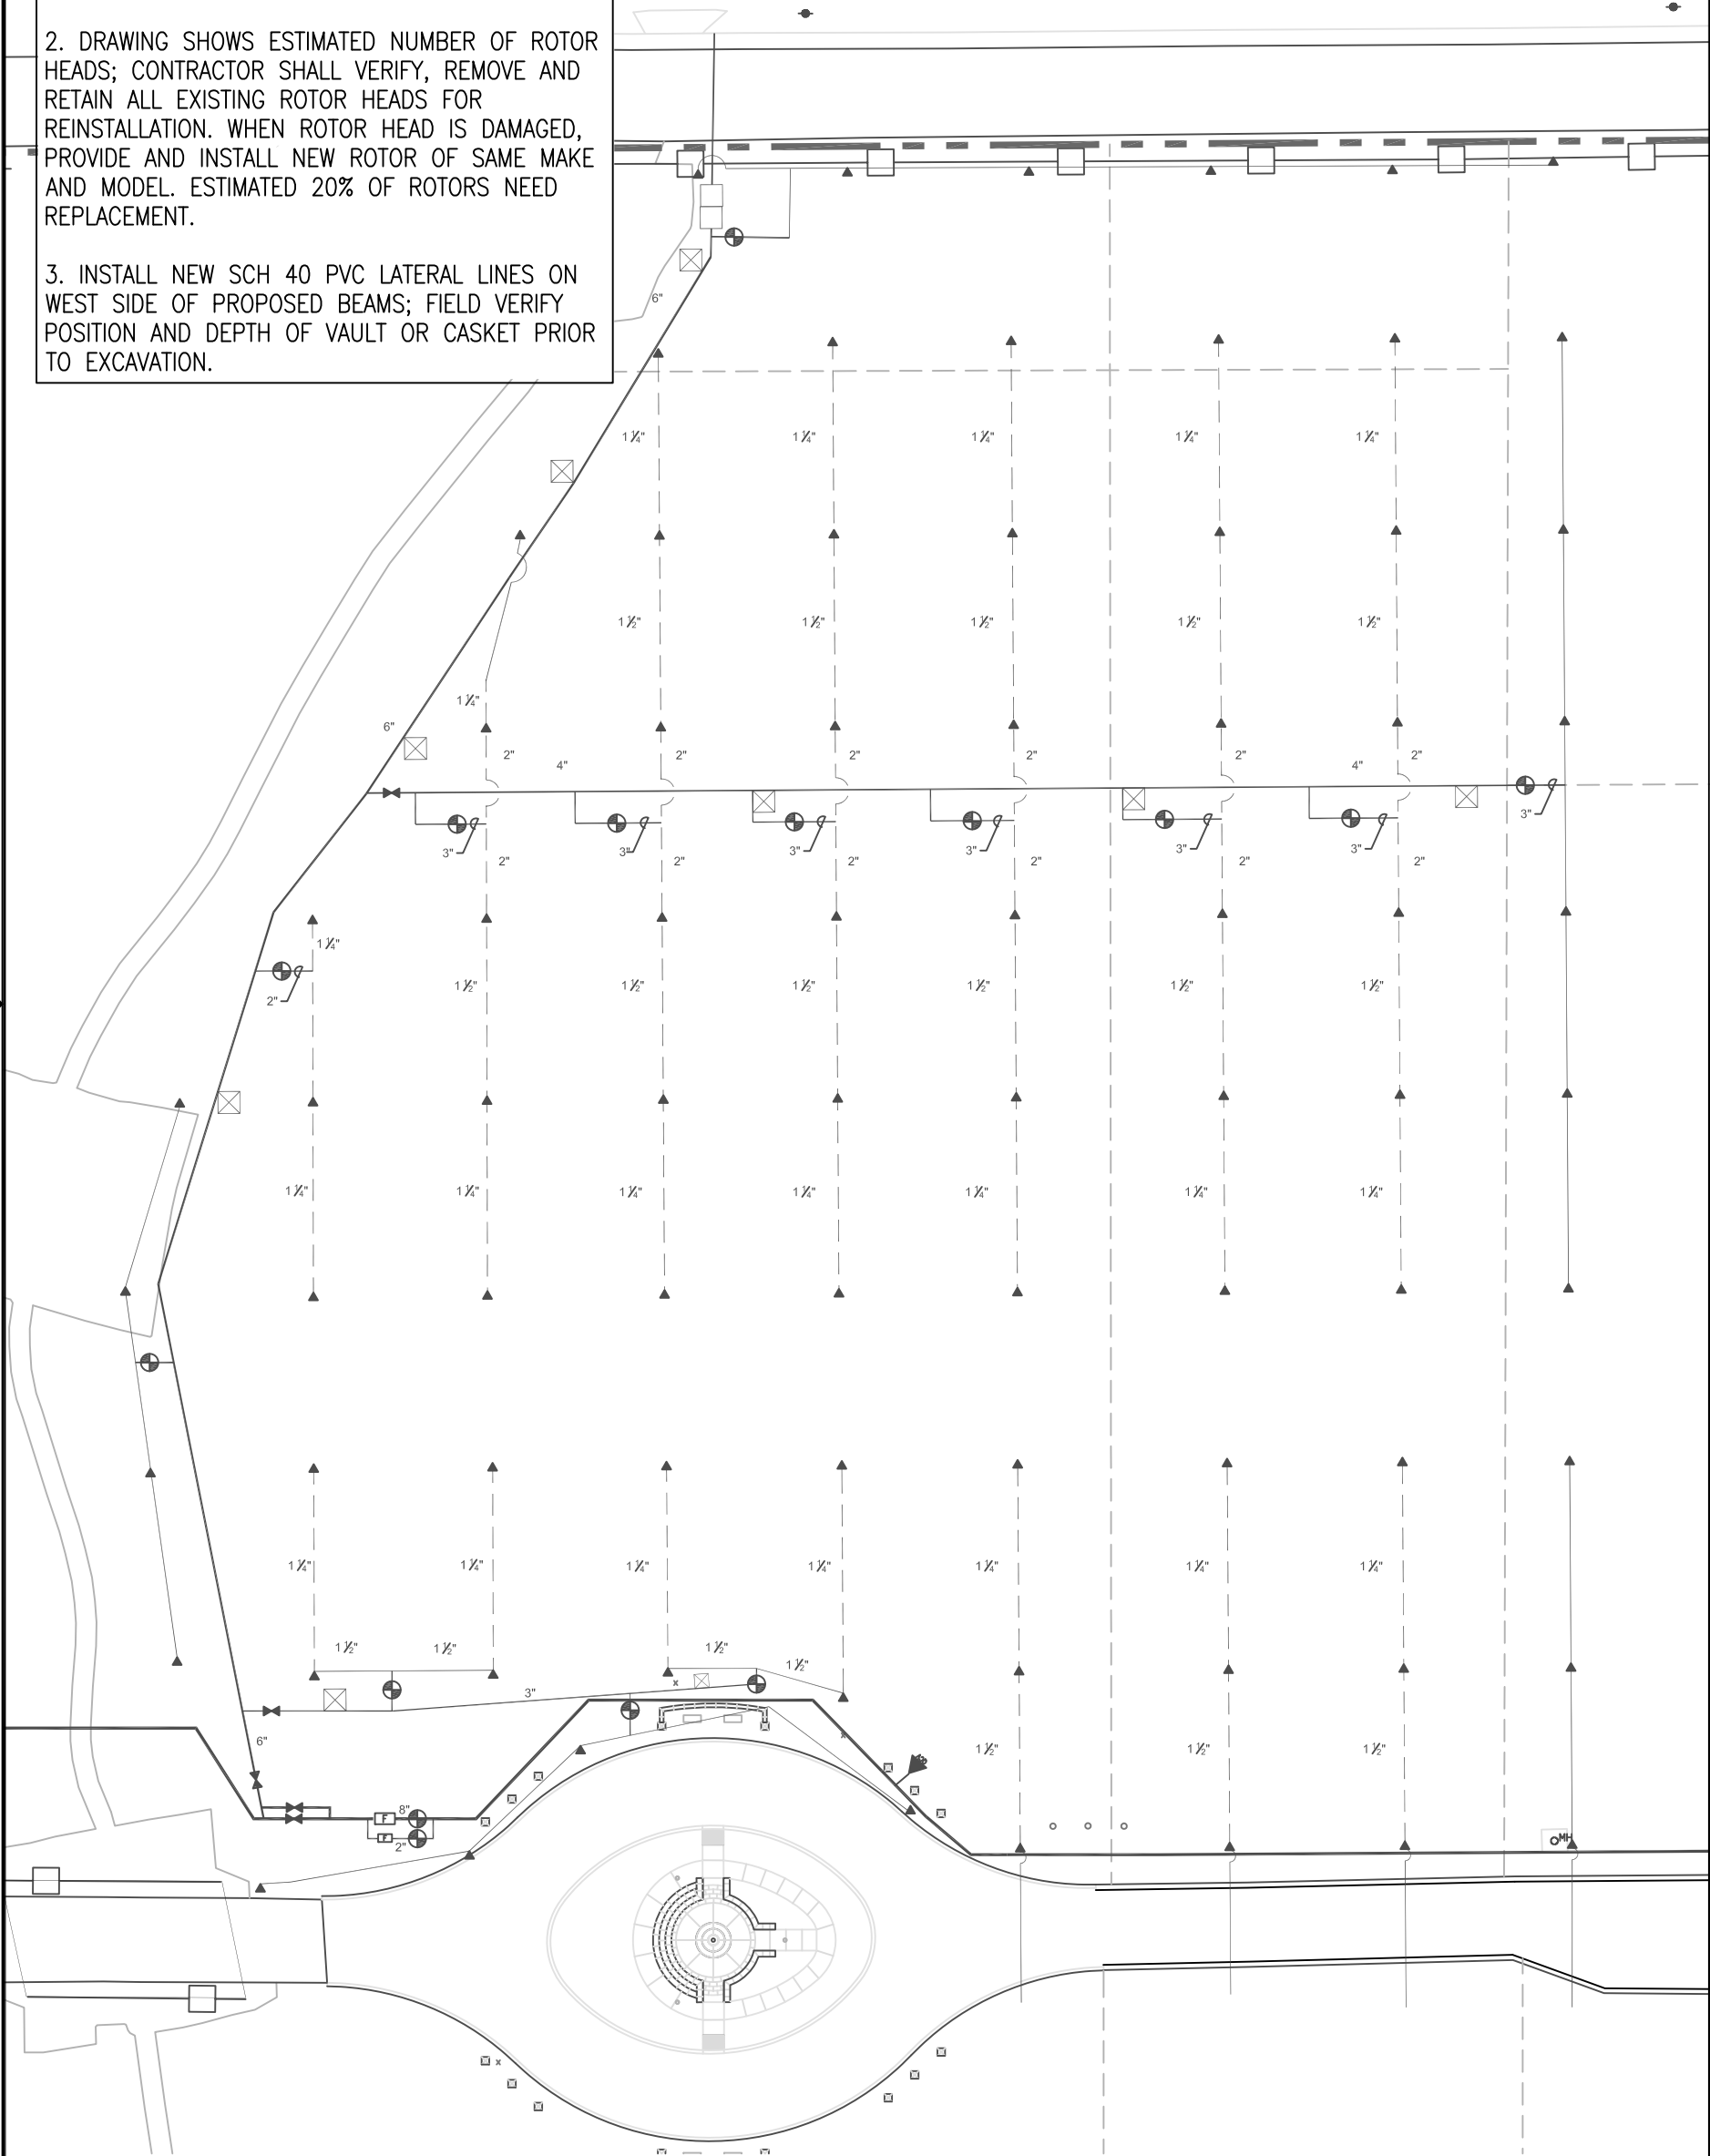 2. DRAWING SHOWS ESTIMATED NUMBER OF ROTOR
HEADS; CONTRACTOR SHALL VERIFY, REMOVE AND
RETAIN ALL EXISTING ROTOR HEADS FOR
REINSTALLATION. WHEN ROTOR HEAD IS DAMAGED,
PROVIDE AND INSTALL NEW ROTOR OF SAME MAKE
AND MODEL. ESTIMATED 20% OF ROTORS NEED
REPLACEMENT.
3. INSTALL NEW SCH 40 PVC LATERAL LINES ON
WEST SIDE OF PROPOSED BEAMS; FIELD VERIFY
POSITION AND DEPTH OF VAULT OR CASKET PRIOR
TO EXCAVATION.
6"
1 1/4" 1 1/4" 1 1/4" 1 1/4" 1 1/4"
1 1/2" 1 1/2" 1 1/2" 1 1/2" 1 1/2"
1 1/4"
6"
2" 2" 2" 2" 2" 2"
4" 4"
3"
3" 3" 3" 3" 3" 3"
2" 2" 2" 2" 2" 2"
1 1/4"
2"
1 1/2" 1 1/2" 1 1/2" 1 1/2" 1 1/2" 1 1/2"
1 1/4" 1 1/4" 1 1/4" 1 1/4" 1 1/4" 1 1/4" 1 1/4"
1 1/4" 1 1/4" 1 1/4" 1 1/4" 1 1/4" 1 1/4" 1 1/4"
1 1/2" 1 1/2" 1 1/2" 1 1/2"
x
3"
6"
x
1 1/2" 1 1/2" 1 1/2"
F 8"
F
2"
MH
x